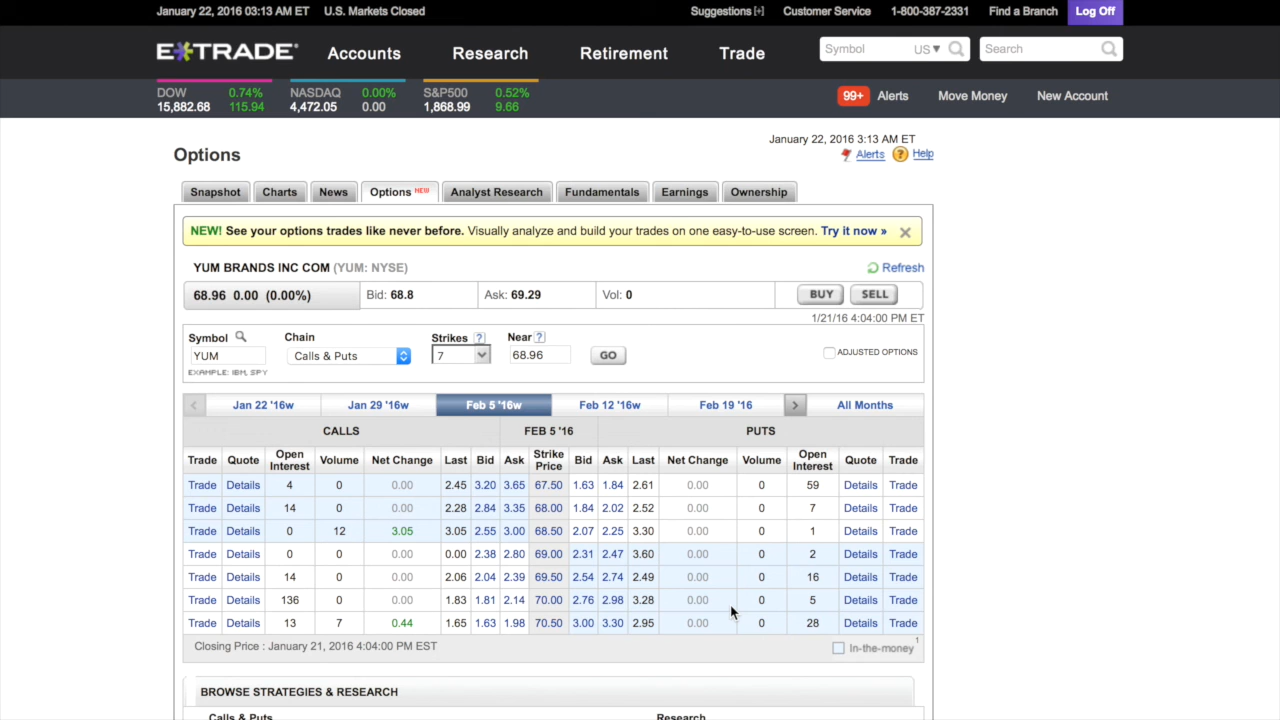 January 22, 2016 03:13 AM ET U.S. Markets Closed Suggestions [+] Customer Service 1-800-387-2331 Find a Branch Log Off
E*TRADE Accounts Research Retirement Trade Symbol US▼ Search
DOW 0.74% NASDAQ 0.00% S&P500 0.52%
15,882.68 115.94 4,472.05 0.00 1,868.99 9.66
99+ Alerts Move Money New Account
January 22, 2016 3:13 AM ET
Options
Alerts ? Help
Snapshot Charts News Options NEW Analyst Research Fundamentals Earnings Ownership
NEW! See your options trades like never before. Visually analyze and build your trades on one easy-to-use screen. Try it now »
YUM BRANDS INC COM (YUM: NYSE) Refresh
68.96 0.00 (0.00%) Bid: 68.8 Ask: 69.29 Vol: 0 BUY SELL
1/21/16 4:04:00 PM ET
Symbol Chain Strikes ? Near ?
YUM Calls & Puts 7 68.96 GO ADJUSTED OPTIONS
EXAMPLE: IBM, SPY
< Jan 22 '16w Jan 29 '16w Feb 5 '16w Feb 12 '16w Feb 19 '16 > All Months
CALLS FEB 5 '16 PUTS
Trade Quote Open Interest Volume Net Change Last Bid Ask Strike Price Bid Ask Last Net Change Volume Open Interest Quote Trade
Trade Details 4 0 0.00 2.45 3.20 3.65 67.50 1.63 1.84 2.61 0.00 0 59 Details Trade
Trade Details 14 0 0.00 2.28 2.84 3.35 68.00 1.84 2.02 2.52 0.00 0 7 Details Trade
Trade Details 0 12 3.05 3.05 2.55 3.00 68.50 2.07 2.25 3.30 0.00 0 1 Details Trade
Trade Details 0 0 0.00 0.00 2.38 2.80 69.00 2.31 2.47 3.60 0.00 0 2 Details Trade
Trade Details 14 0 0.00 2.06 2.04 2.39 69.50 2.54 2.74 2.49 0.00 0 16 Details Trade
Trade Details 136 0 0.00 1.83 1.81 2.14 70.00 2.76 2.98 3.28 0.00 0 5 Details Trade
Trade Details 13 7 0.44 1.65 1.63 1.98 70.50 3.00 3.30 2.95 0.00 0 28 Details Trade
Closing Price : January 21, 2016 4:04:00 PM EST In-the-money 1
BROWSE STRATEGIES & RESEARCH
Calls & Puts Research